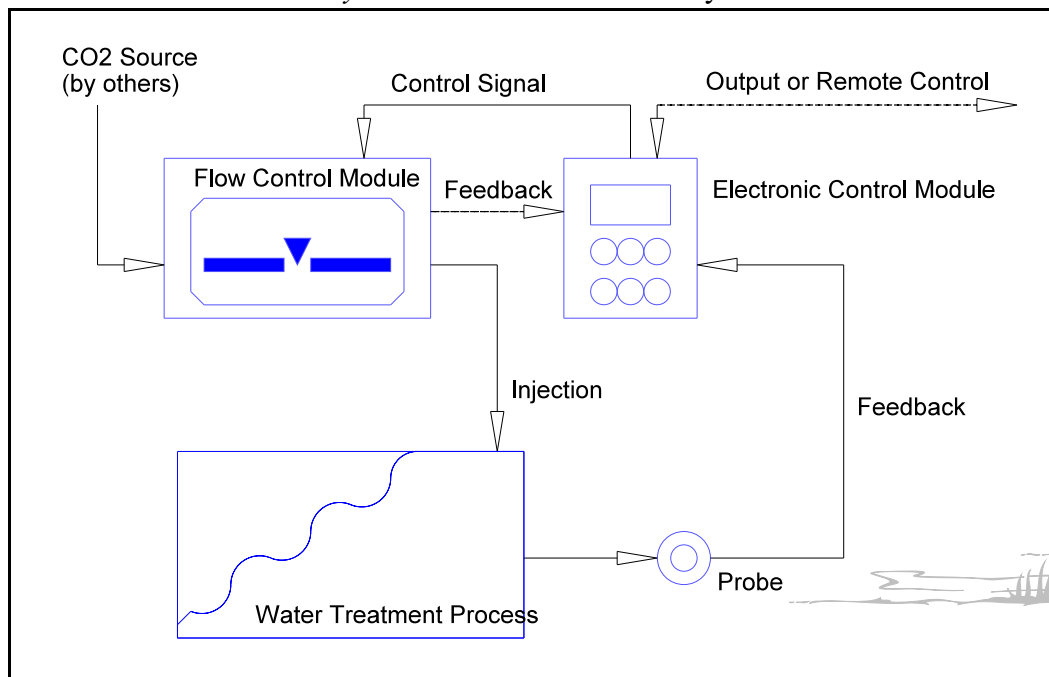 CO2 Source
(by others)
Control Signal
Output or Remote Control
Flow Control Module
Feedback
Electronic Control Module
Injection
Feedback
Probe
Water Treatment Process